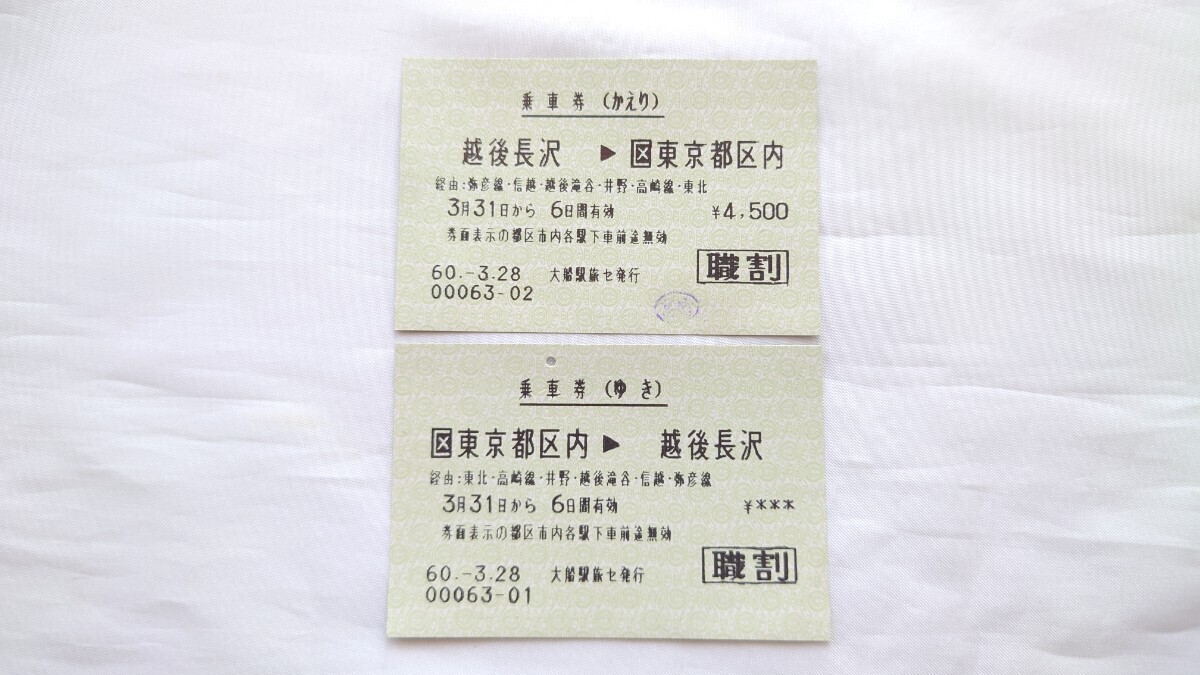 乗車券(かえり)
越後長沢 ▶ 区東京都区内
経由:弥彦線・信越・越後滝谷・井野・高崎線・東北
3月31日から 6日間有効 ¥4,500
券面表示の都区市内各駅下車前途無効
職割
60.-3.28 大船駅旅セ発行
00063-02
乗車券(ゆき)
区東京都区内 ▶ 越後長沢
経由:東北・高崎線・井野・越後滝谷・信越・弥彦線
3月31日から 6日間有効 ¥***
券面表示の都区市内各駅下車前途無効
職割
60.-3.28 大船駅旅セ発行
00063-01